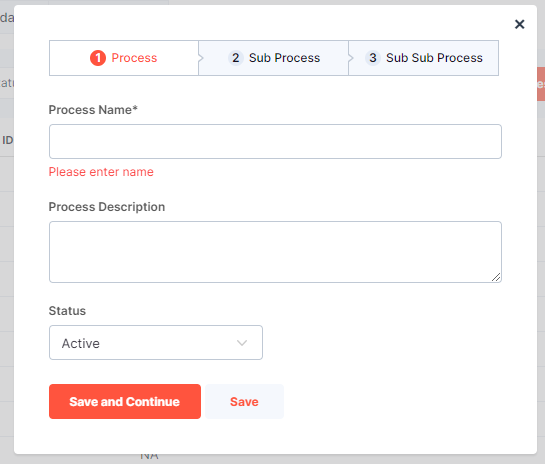 da
×
1 Process 2 Sub Process 3 Sub Sub Process
atu
es
Process Name*
ID
Please enter name
Process Description
Status
Active
Save and Continue Save
NA